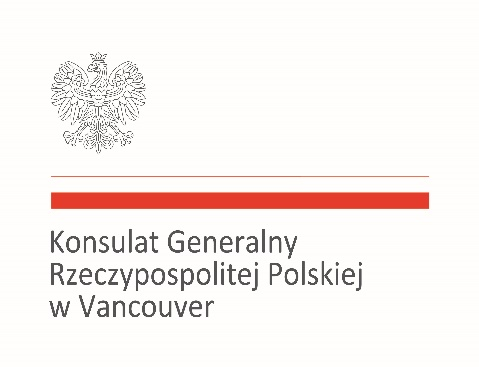 Konsulat Generalny
Rzeczypospolitej Polskiej
w Vancouver